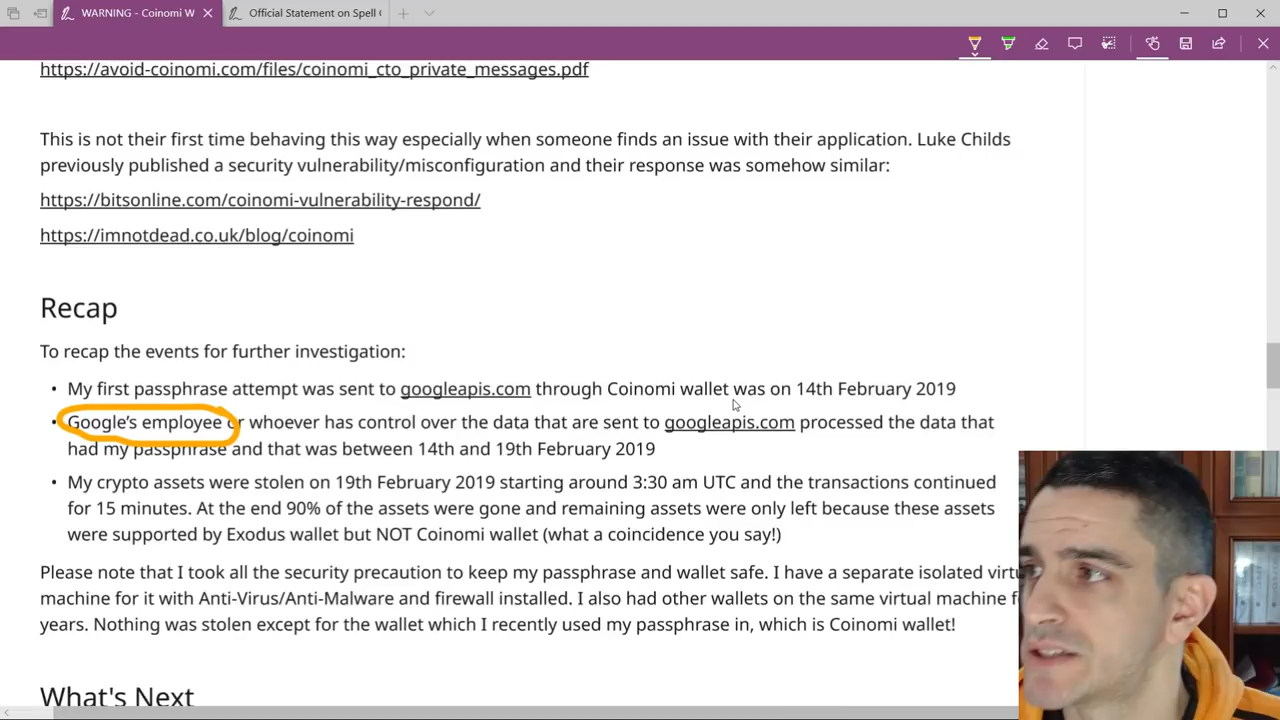 WARNING - Coinomi W
Official Statement on Spell C
https://avoid-coinomi.com/files/coinomi_cto_private_messages.pdf
This is not their first time behaving this way especially when someone finds an issue with their application. Luke Childs
previously published a security vulnerability/misconfiguration and their response was somehow similar:
https://bitsonline.com/coinomi-vulnerability-respond/
https://imnotdead.co.uk/blog/coinomi
Recap
To recap the events for further investigation:
• My first passphrase attempt was sent to googleapis.com through Coinomi wallet was on 14th February 2019
• Google's employee or whoever has control over the data that are sent to googleapis.com processed the data that
had my passphrase and that was between 14th and 19th February 2019
• My crypto assets were stolen on 19th February 2019 starting around 3:30 am UTC and the transactions continued
for 15 minutes. At the end 90% of the assets were gone and remaining assets were only left because these assets
were supported by Exodus wallet but NOT Coinomi wallet (what a coincidence you say!)
Please note that I took all the security precaution to keep my passphrase and wallet safe. I have a separate isolated virtu
machine for it with Anti-Virus/Anti-Malware and firewall installed. I also had other wallets on the same virtual machine f
years. Nothing was stolen except for the wallet which I recently used my passphrase in, which is Coinomi wallet!
What's Next